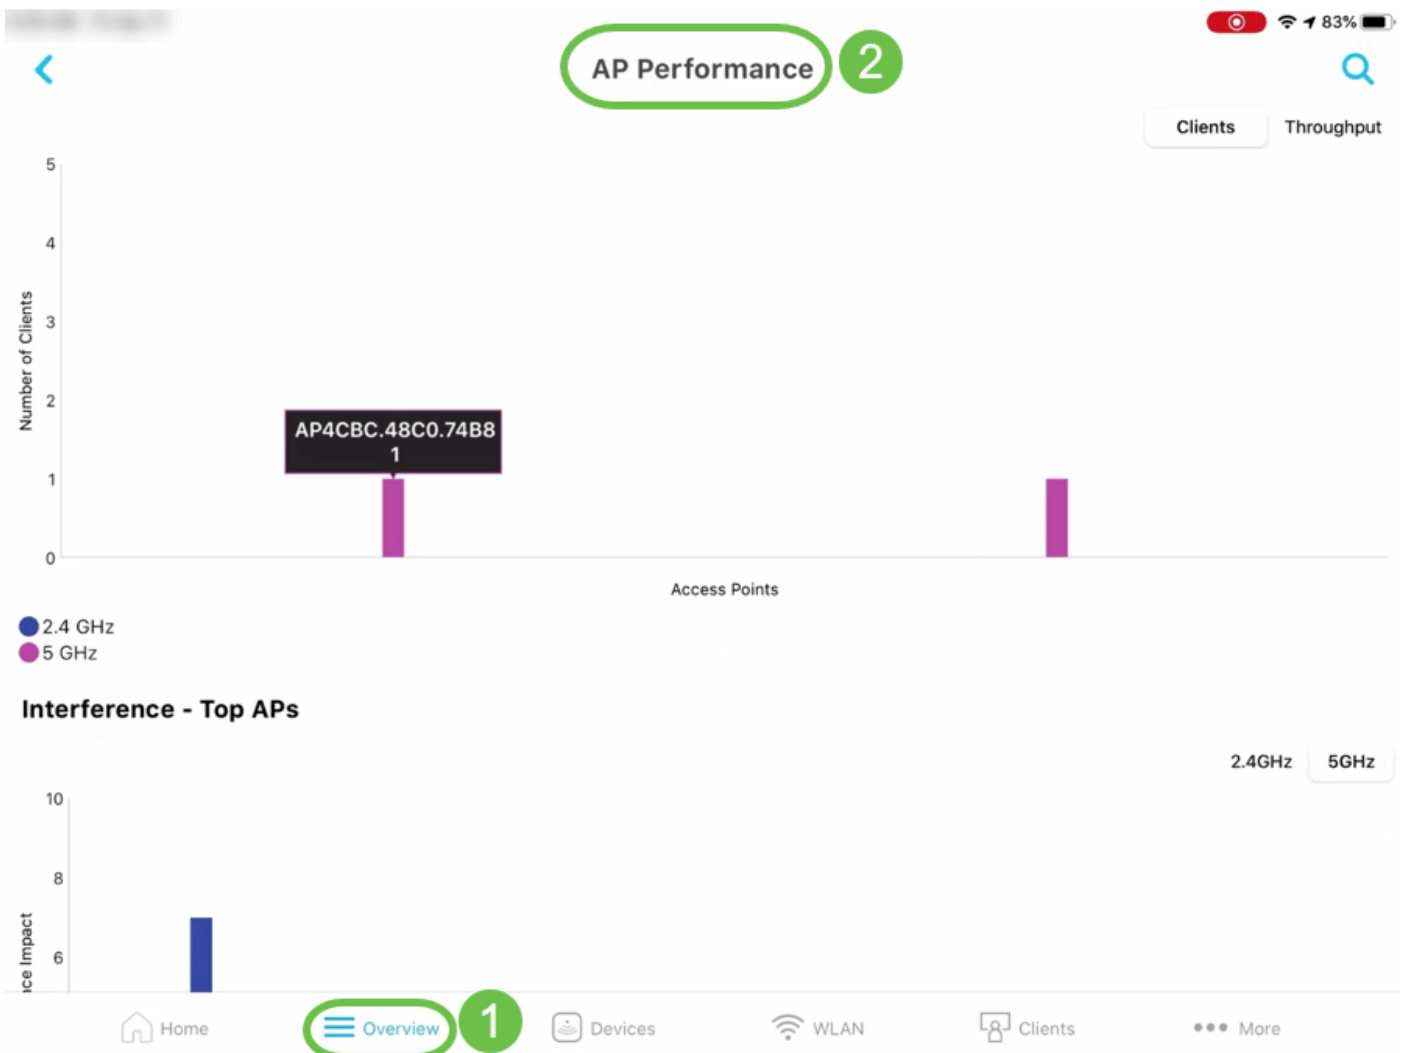 83%
AP Performance
2
Clients
Throughput
5
4
3
2
1
0
Number of Clients
AP4CBC.48C0.74B8
1
Access Points
2.4 GHz
5 GHz
Interference - Top APs
2.4GHz
5GHz
10
8
6
Impact
Home
Overview
1
Devices
WLAN
Clients
More